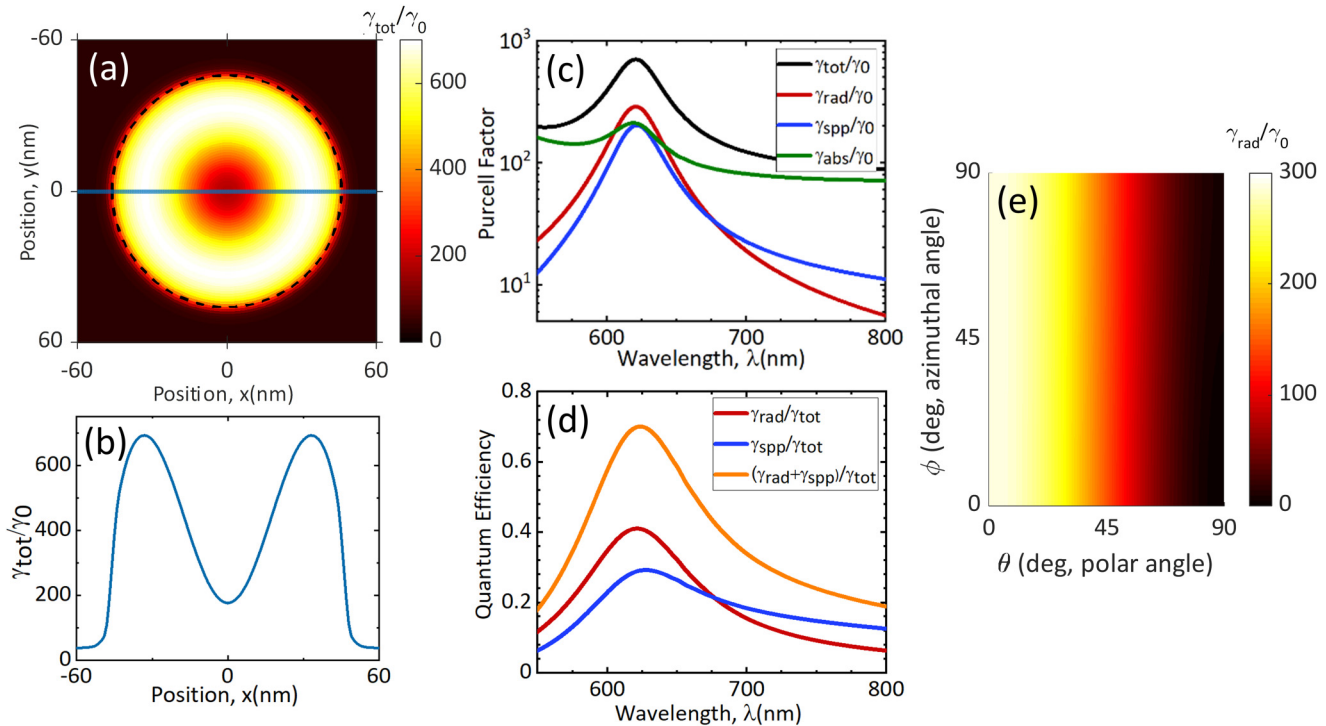 (a)
γtot/γ0
-60
0
60
Position, y(nm)
-60
0
60
Position, x(nm)
600
400
200
0
(b)
600
400
200
0
γtot/γ0
-60
0
60
Position, x(nm)
(c)
10³
10²
10¹
Purcell Factor
γtot/γ0
γrad/γ0
γspp/γ0
γabs/γ0
600
700
800
Wavelength, λ(nm)
(d)
0.8
0.6
0.4
0.2
0
Quantum Efficiency
γrad/γtot
γspp/γtot
(γrad+γspp)/γtot
600
700
800
Wavelength, λ(nm)
(e)
γrad/γ0
90
45
0
ϕ (deg, azimuthal angle)
0
45
90
θ (deg, polar angle)
300
200
100
0